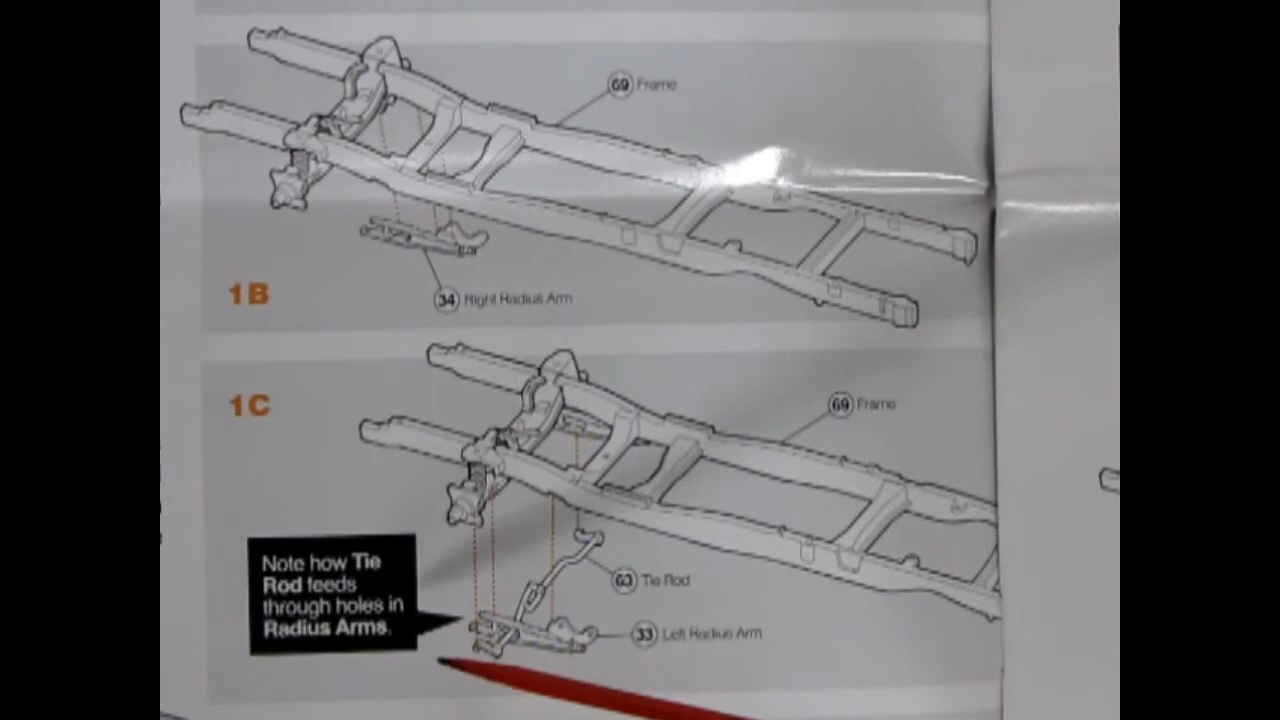 69 Frame
1B
34 Right Radius Arm
1C
69 Frame
Note how Tie
Rod feeds
through holes in
Radius Arms.
63 Tie Rod
33 Left Radius Arm